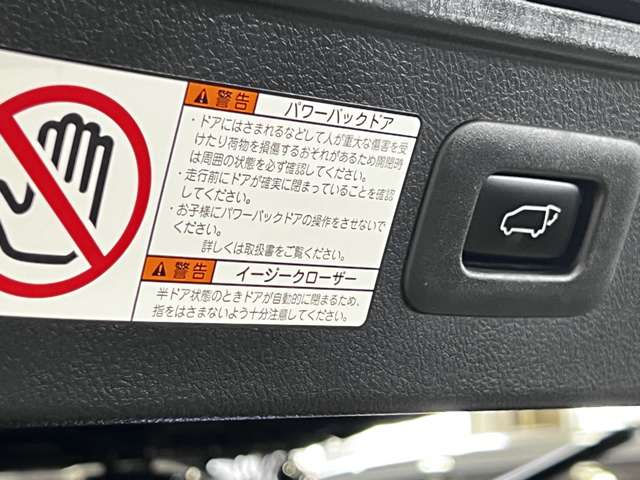 警告 パワーバックドア
・ドアにはさまれるなどして人が重大な傷害を受
けたり荷物を損傷するおそれがあるため開閉時
は周囲の状態を必ず確認してください。
・走行前にドアが確実に閉まっていることを確認
してください。
・お子様にパワーバックドアの操作をさせないで
ください。
詳しくは取扱書をご覧ください。
警告 イージークローザー
半ドア状態のときドアが自動的に閉まるため、
指をはさまないよう十分注意してください。